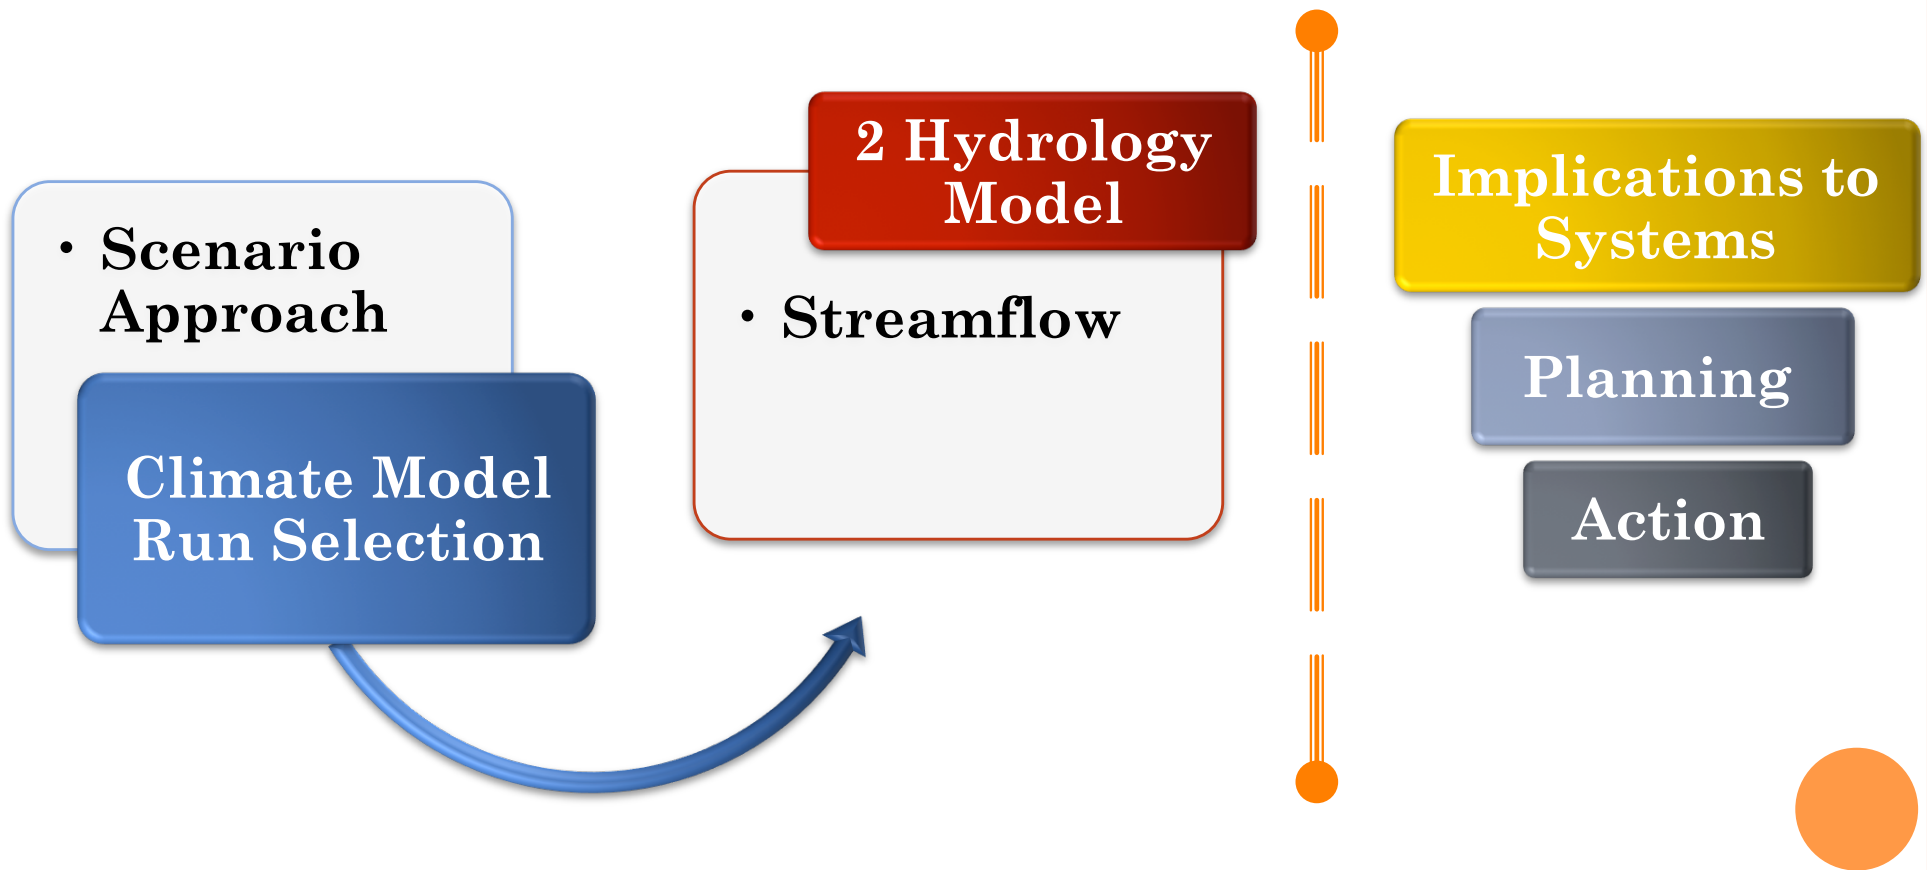 • Scenario
Approach
Climate Model
Run Selection
2 Hydrology
Model
• Streamflow
Implications to
Systems
Planning
Action